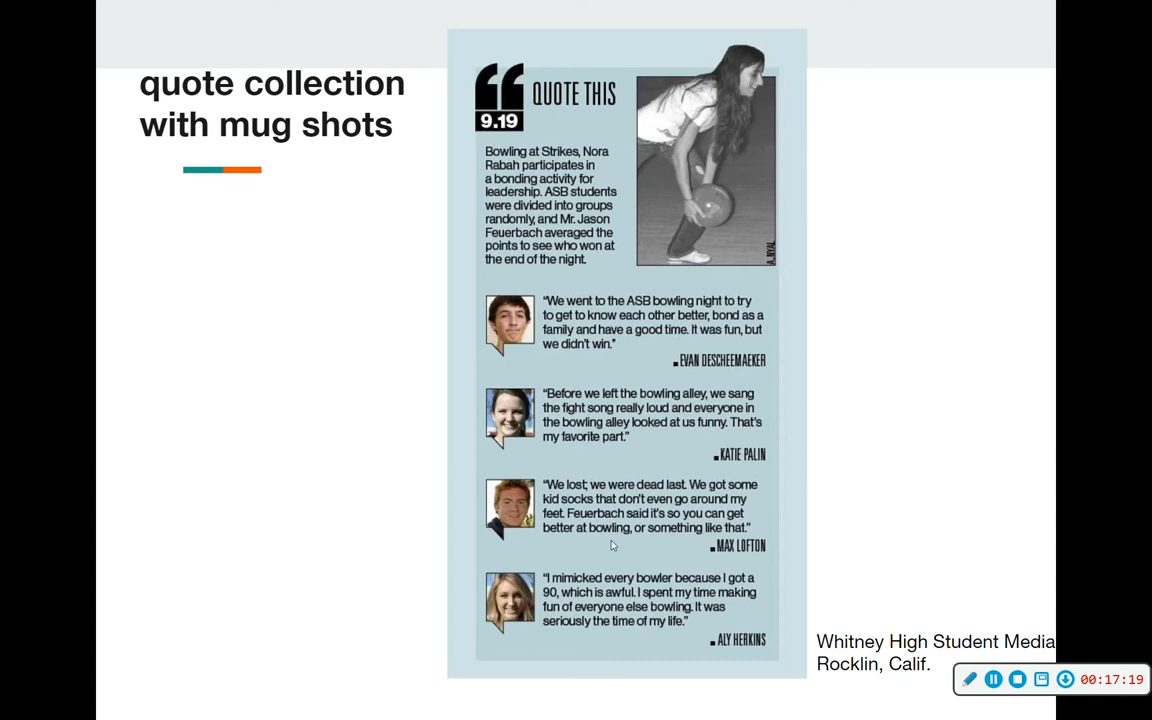 quote collection
with mug shots
QUOTE THIS
9.19
Bowling at Strikes, Nora
Rabah participates in
a bonding activity for
leadership. ASB students
were divided into groups
randomly, and Mr. Jason
Feuerbach averaged the
points to see who won at
the end of the night.
A. NYAL
“We went to the ASB bowling night to try
to get to know each other better, bond as a
family and have a good time. It was fun, but
we didn’t win.”
EVAN DESCHEEMAEKER
“Before we left the bowling alley, we sang
the fight song really loud and everyone in
the bowling alley looked at us funny. That’s
my favorite part.”
KATIE PALIN
“We lost; we were dead last. We got some
kid socks that don’t even go around my
feet. Feuerbach said it’s so you can get
better at bowling, or something like that.”
MAX LOFTON
“I mimicked every bowler because I got a
90, which is awful. I spent my time making
fun of everyone else bowling. It was
seriously the time of my life.”
ALY HERKINS
Whitney High Student Media
Rocklin, Calif.
00:17:19